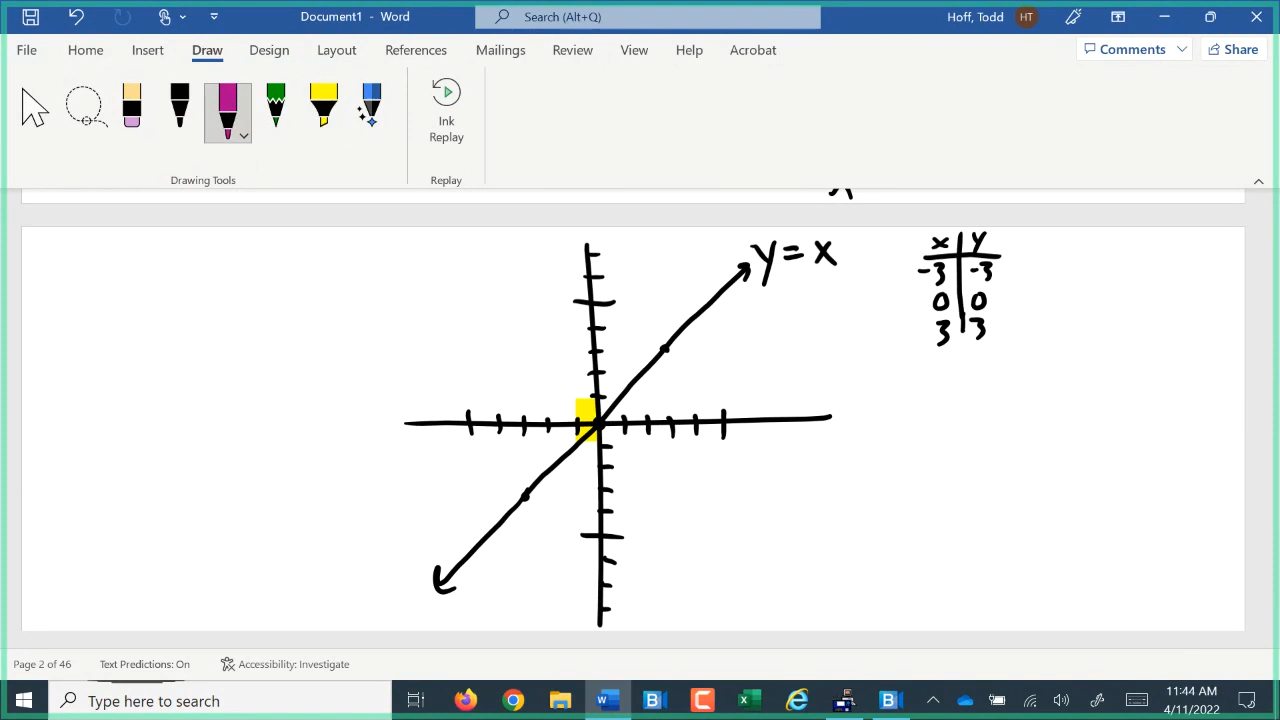 Document1 - Word
Search (Alt+Q)
Hoff, Todd
HT
File Home Insert Draw Design Layout References Mailings Review View Help Acrobat
Comments
Share
Ink
Replay
Drawing Tools
Replay
y = x
x y
-3 -3
0 0
3 3
Page 2 of 46
Text Predictions: On
Accessibility: Investigate
Type here to search
11:44 AM
4/11/2022